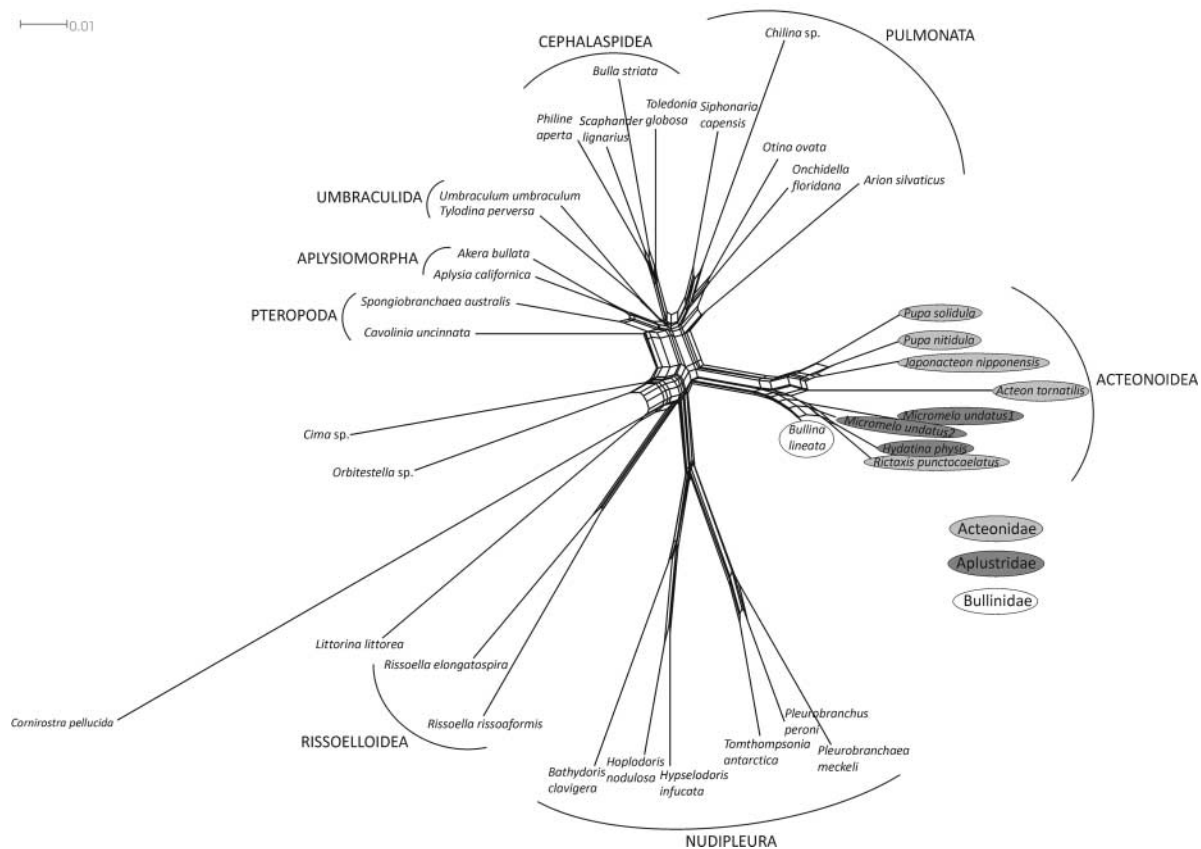 0.01
CEPHALASPIDEA
PULMONATA
Chilina sp.
Bulla striata
Toledonia
globosa
Siphonaria
capensis
Philine
aperta
Scaphander
lignarius
Otina ovata
Onchidella
floridana
Arion silvaticus
UMBRACULIDA
Umbraculum umbraculum
Tylodina perversa
APLYSIOMORPHA
Akera bullata
Aplysia californica
PTEROPODA
Spongiobranchaea australis
Cavolinia uncinnata
Pupa solidula
Pupa nitidula
Japonacteon nipponensis
Acteon tornatilis
ACTEONOIDEA
Micromelo undatus1
Micromelo undatus2
Bullina
lineata
Hydatina physis
Rictaxis punctocaelatus
Cima sp.
Orbitestella sp.
Acteonidae
Aplustridae
Bullinidae
Littorina littorea
Rissoella elongatospira
Cornirostra pellucida
Rissoella rissoaformis
RISSOELLOIDEA
Bathydoris
clavigera
Hoplodoris
nodulosa
Hypselodoris
infucata
Tomthompsonia
antarctica
Pleurobranchus
peroni
Pleurobranchaea
meckeli
NUDIPLEURA